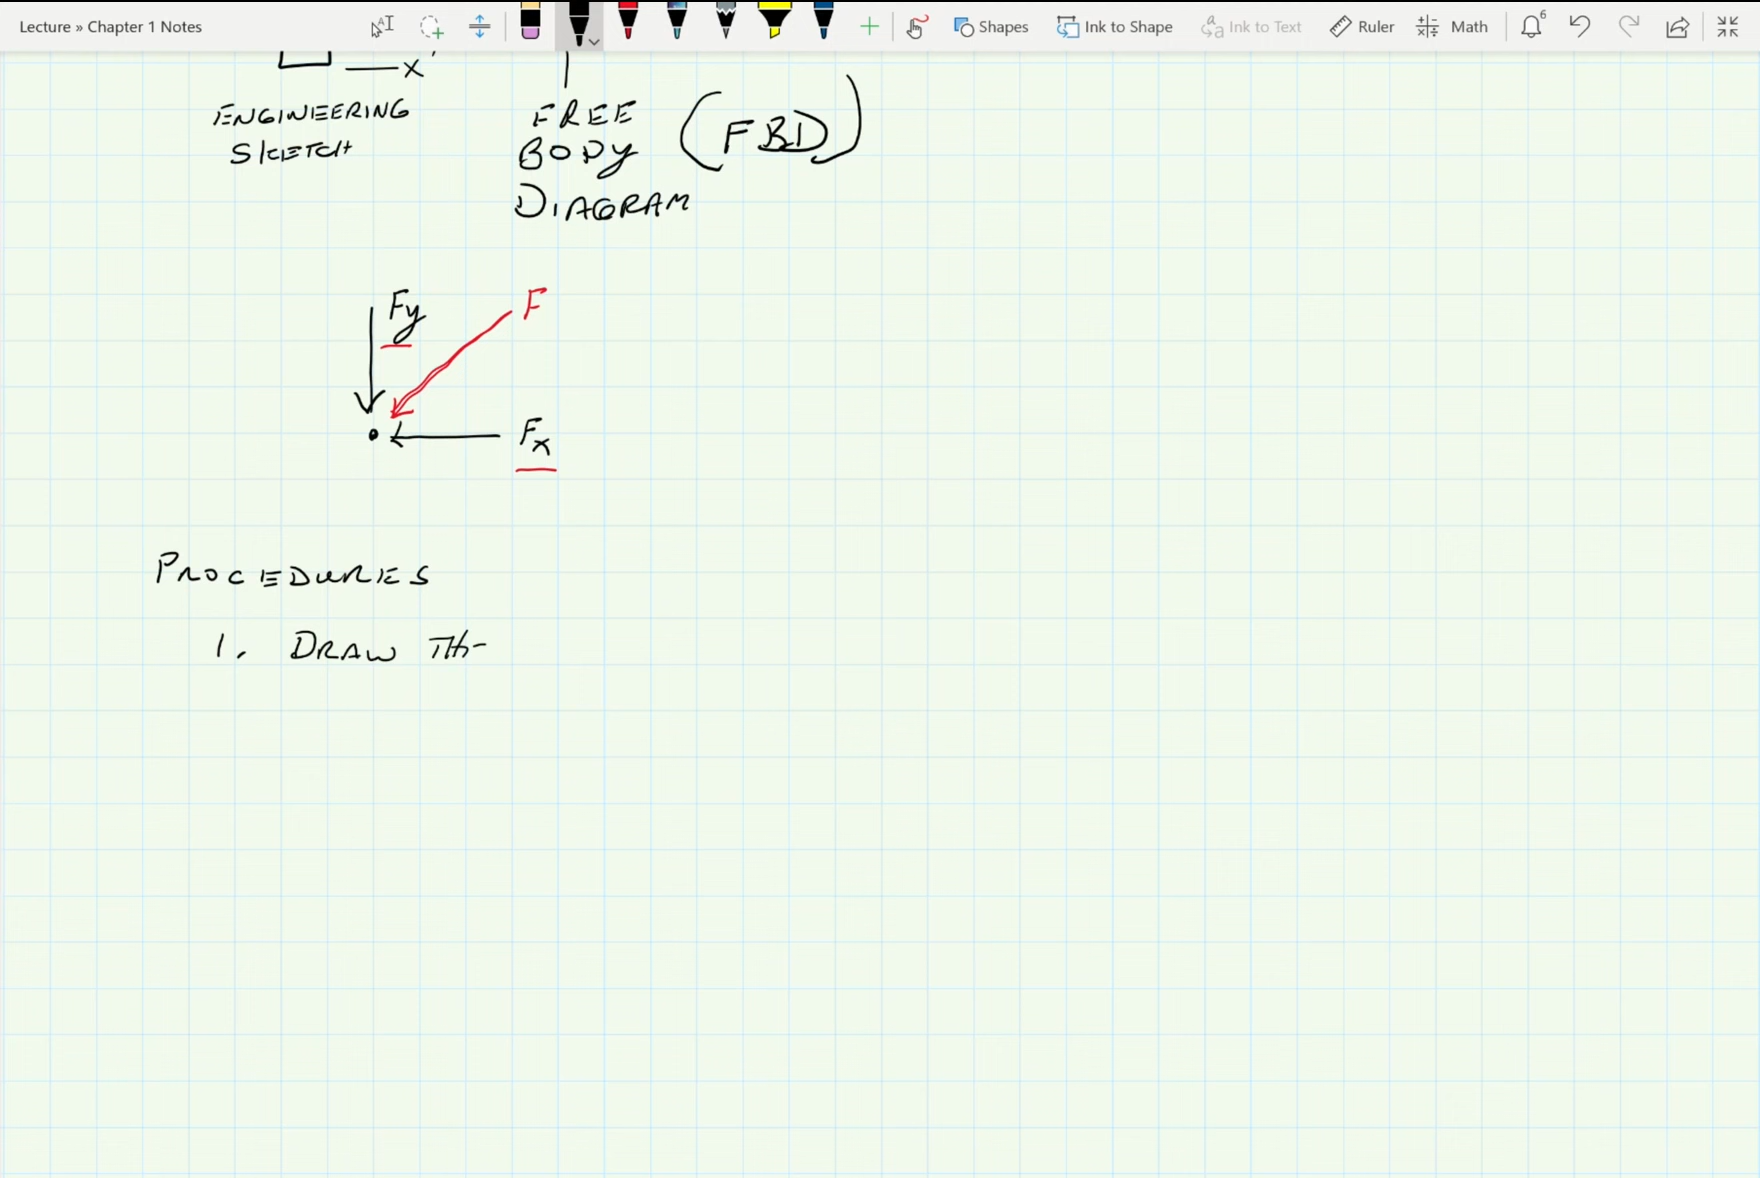 Lecture » Chapter 1 Notes
6
Shapes
Ink to Shape
Ink to Text
Ruler
Math
x
ENGINEERING
SKETCH
FREE
BODY
DIAGRAM
(FBD)
Fy
F
Fx
PROCEDURES
1. DRAW TH